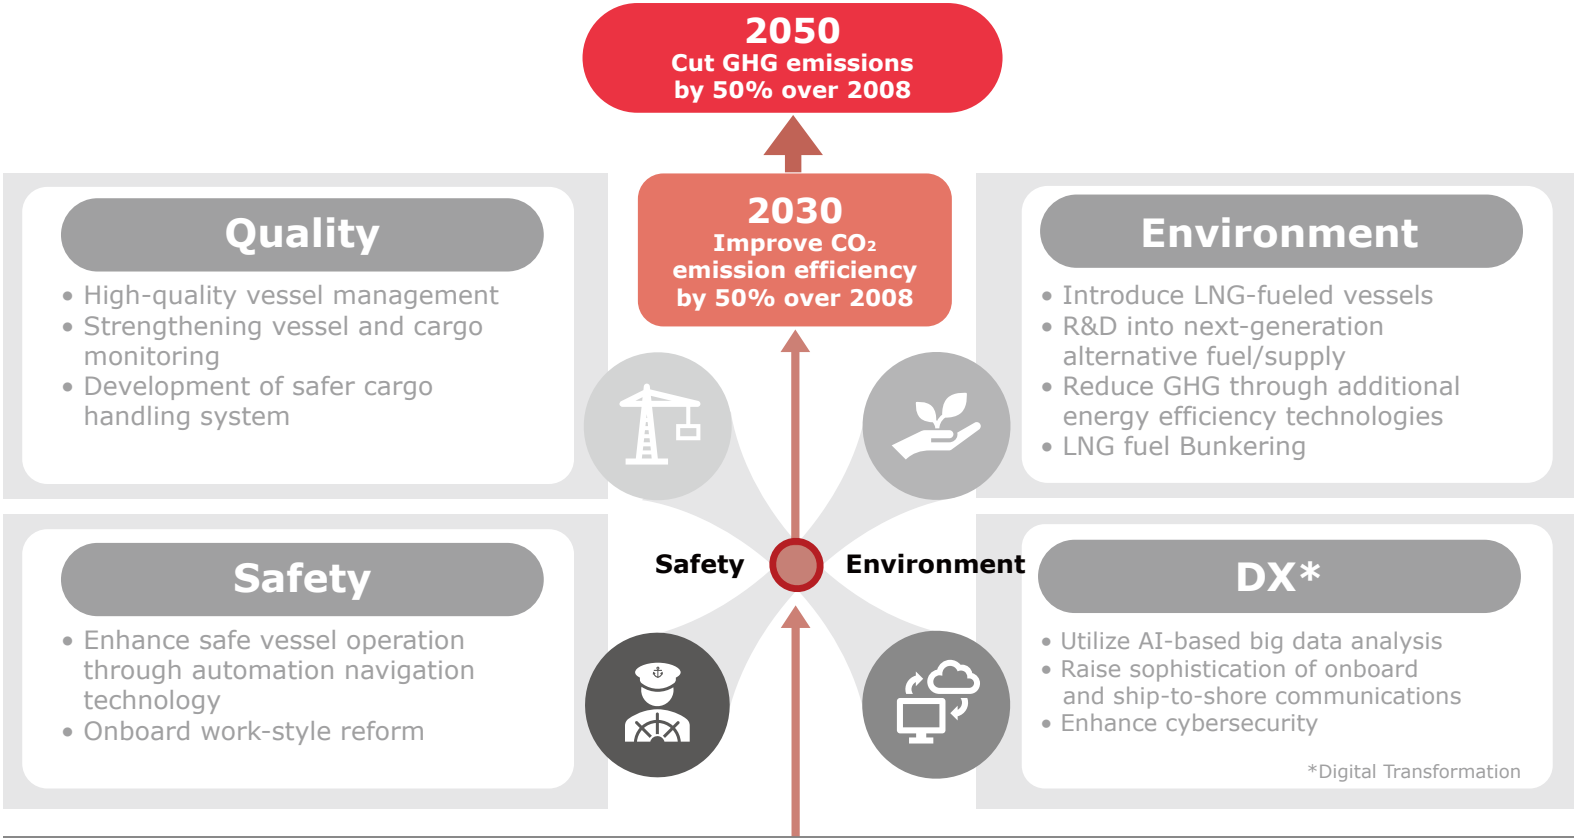 2050
Cut GHG emissions
by 50% over 2008
2030
Improve CO₂
emission efficiency
by 50% over 2008
Quality
• High-quality vessel management
• Strengthening vessel and cargo
monitoring
• Development of safer cargo
handling system
Environment
• Introduce LNG-fueled vessels
• R&D into next-generation
alternative fuel/supply
• Reduce GHG through additional
energy efficiency technologies
• LNG fuel Bunkering
Safety
Environment
Safety
• Enhance safe vessel operation
through automation navigation
technology
• Onboard work-style reform
DX*
• Utilize AI-based big data analysis
• Raise sophistication of onboard
and ship-to-shore communications
• Enhance cybersecurity
*Digital Transformation